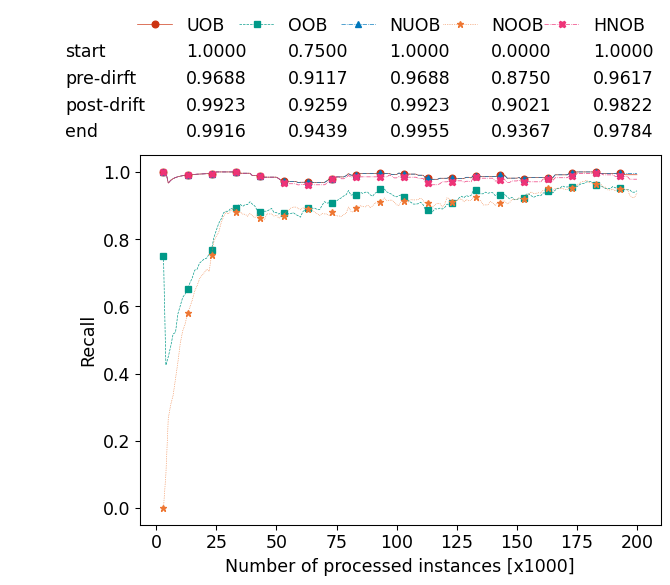 UOB OOB NUOB NOOB HNOB
start 1.0000 0.7500 1.0000 0.0000 1.0000
pre-dirft 0.9688 0.9117 0.9688 0.8750 0.9617
post-drift 0.9923 0.9259 0.9923 0.9021 0.9822
end 0.9916 0.9439 0.9955 0.9367 0.9784
1.0
0.8
0.6
0.4
0.2
0.0
Recall
0 25 50 75 100 125 150 175 200
Number of processed instances [x1000]